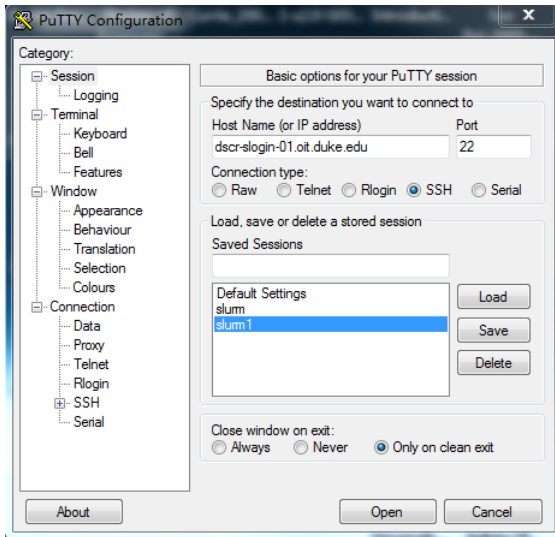 PuTTY Configuration
X
Category:
Session
Logging
Terminal
Keyboard
Bell
Features
Window
Appearance
Behaviour
Translation
Selection
Colours
Connection
Data
Proxy
Telnet
Rlogin
SSH
Serial
Basic options for your PuTTY session
Specify the destination you want to connect to
Host Name (or IP address) Port
dscr-slogin-01.oit.duke.edu 22
Connection type:
Raw Telnet Rlogin SSH Serial
Load, save or delete a stored session
Saved Sessions
Default Settings
slurm
slurm1
Load
Save
Delete
Close window on exit:
Always Never Only on clean exit
About Open Cancel